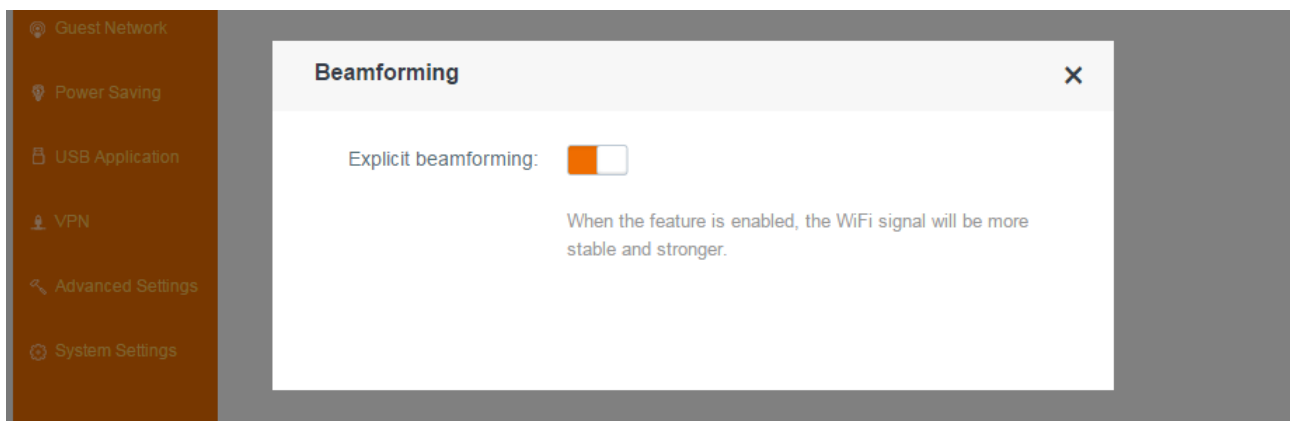 Guest Network
Power Saving
USB Application
VPN
Advanced Settings
System Settings
Beamforming
Explicit beamforming:
When the feature is enabled, the WiFi signal will be more
stable and stronger.